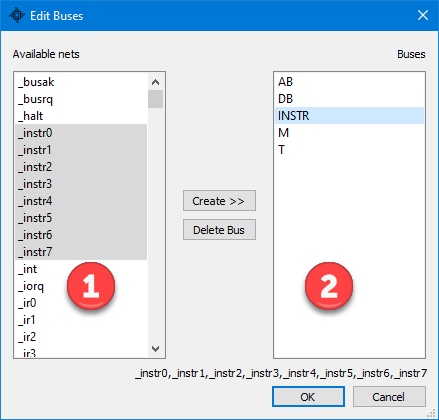 Edit Buses
Available nets
Buses
_busak
_busrq
_halt
_instr0
_instr1
_instr2
_instr3
_instr4
_instr5
_instr6
_instr7
_int
_iorq
_ir0
_ir1
_ir2
_ir3
1
Create >>
Delete Bus
AB
DB
INSTR
M
T
2
_instr0,_instr1,_instr2,_instr3,_instr4,_instr5,_instr6,_instr7
OK
Cancel